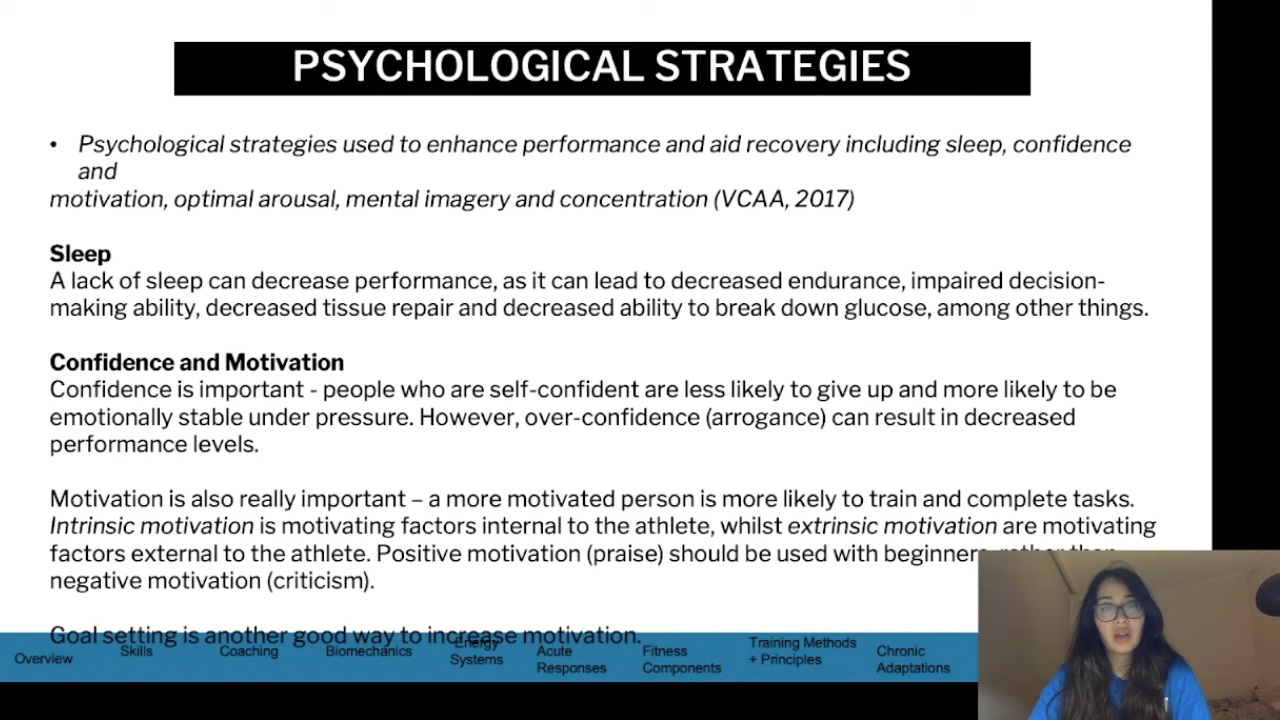 PSYCHOLOGICAL STRATEGIES
• Psychological strategies used to enhance performance and aid recovery including sleep, confidence
and
motivation, optimal arousal, mental imagery and concentration (VCAA, 2017)
Sleep
A lack of sleep can decrease performance, as it can lead to decreased endurance, impaired decision-
making ability, decreased tissue repair and decreased ability to break down glucose, among other things.
Confidence and Motivation
Confidence is important - people who are self-confident are less likely to give up and more likely to be
emotionally stable under pressure. However, over-confidence (arrogance) can result in decreased
performance levels.
Motivation is also really important – a more motivated person is more likely to train and complete tasks.
Intrinsic motivation is motivating factors internal to the athlete, whilst extrinsic motivation are motivating
factors external to the athlete. Positive motivation (praise) should be used with beginners, rather than
negative motivation (criticism).
Goal setting is another good way to increase motivation.
Overview
Skills
Coaching
Biomechanics
Energy
Systems
Acute
Responses
Fitness
Components
Training Methods
+ Principles
Chronic
Adaptations